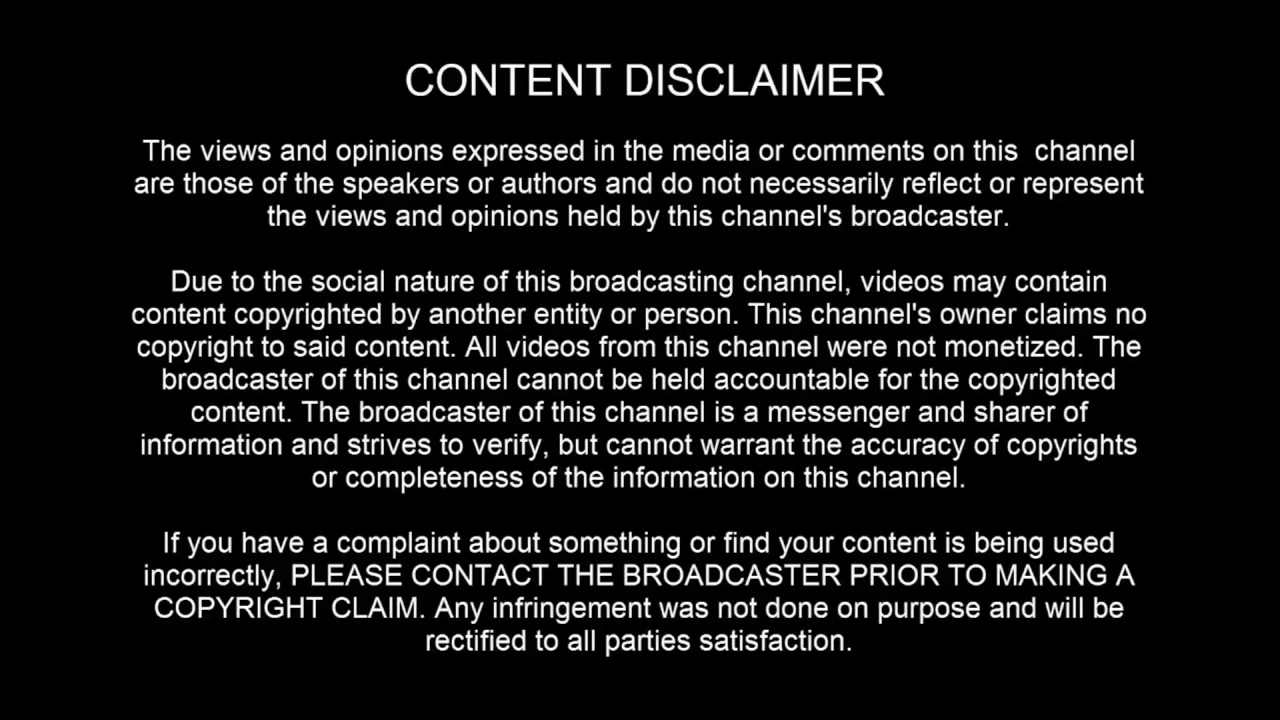 CONTENT DISCLAIMER
The views and opinions expressed in the media or comments on this  channel
are those of the speakers or authors and do not necessarily reflect or represent
the views and opinions held by this channel's broadcaster.
Due to the social nature of this broadcasting channel, videos may contain
content copyrighted by another entity or person. This channel's owner claims no
copyright to said content. All videos from this channel were not monetized. The
broadcaster of this channel cannot be held accountable for the copyrighted
content. The broadcaster of this channel is a messenger and sharer of
information and strives to verify, but cannot warrant the accuracy of copyrights
or completeness of the information on this channel.
If you have a complaint about something or find your content is being used
incorrectly, PLEASE CONTACT THE BROADCASTER PRIOR TO MAKING A
COPYRIGHT CLAIM. Any infringement was not done on purpose and will be
rectified to all parties satisfaction.